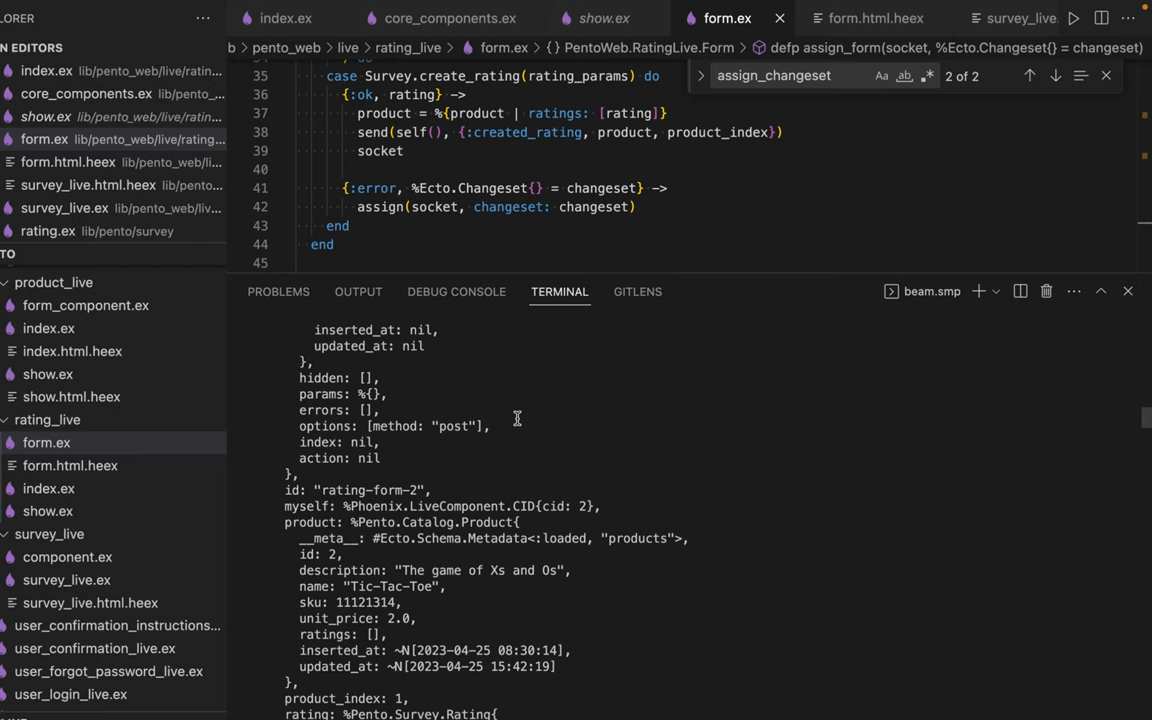 LORER ···
index.ex
core_components.ex
show.ex
form.ex
form.html.heex
survey_live.
···
N EDITORS
b > pento_web > live > rating_live > form.ex > {} PentoWeb.RatingLive.Form > defp assign_form(socket, %Ecto.Changeset{} = changeset)
index.ex lib/pento_web/live/ratin...
core_components.ex lib/pento_...
show.ex lib/pento_web/live/ratin...
form.ex lib/pento_web/live/rating...
form.html.heex lib/pento_web/li...
survey_live.html.heex lib/pento...
survey_live.ex lib/pento_web/liv...
rating.ex lib/pento/survey
assign_changeset Aa ab 2 of 2
35 case Survey.create_rating(rating_params) do
36 {:ok, rating} ->
37 product = %{product | ratings: [rating]}
38 send(self(), {:created_rating, product, product_index})
39 socket
40
41 {:error, %Ecto.Changeset{} = changeset} ->
42 assign(socket, changeset: changeset)
43 end
44 end
45
TO
product_live
form_component.ex
index.ex
index.html.heex
show.ex
show.html.heex
rating_live
form.ex
form.html.heex
index.ex
show.ex
survey_live
component.ex
survey_live.ex
survey_live.html.heex
user_confirmation_instructions...
user_confirmation_live.ex
user_forgot_password_live.ex
user_login_live.ex
PROBLEMS OUTPUT DEBUG CONSOLE TERMINAL GITLENS
beam.smp
inserted_at: nil,
updated_at: nil
},
hidden: [],
params: %{},
errors: [],
options: [method: "post"],
index: nil,
action: nil
},
id: "rating-form-2",
myself: %Phoenix.LiveComponent.CID{cid: 2},
product: %Pento.Catalog.Product{
__meta__: #Ecto.Schema.Metadata<:loaded, "products">,
id: 2,
description: "The game of Xs and Os",
name: "Tic-Tac-Toe",
sku: 11121314,
unit_price: 2.0,
ratings: [],
inserted_at: ~N[2023-04-25 08:30:14],
updated_at: ~N[2023-04-25 15:42:19]
},
product_index: 1,
rating: %Pento.Survey.Rating{